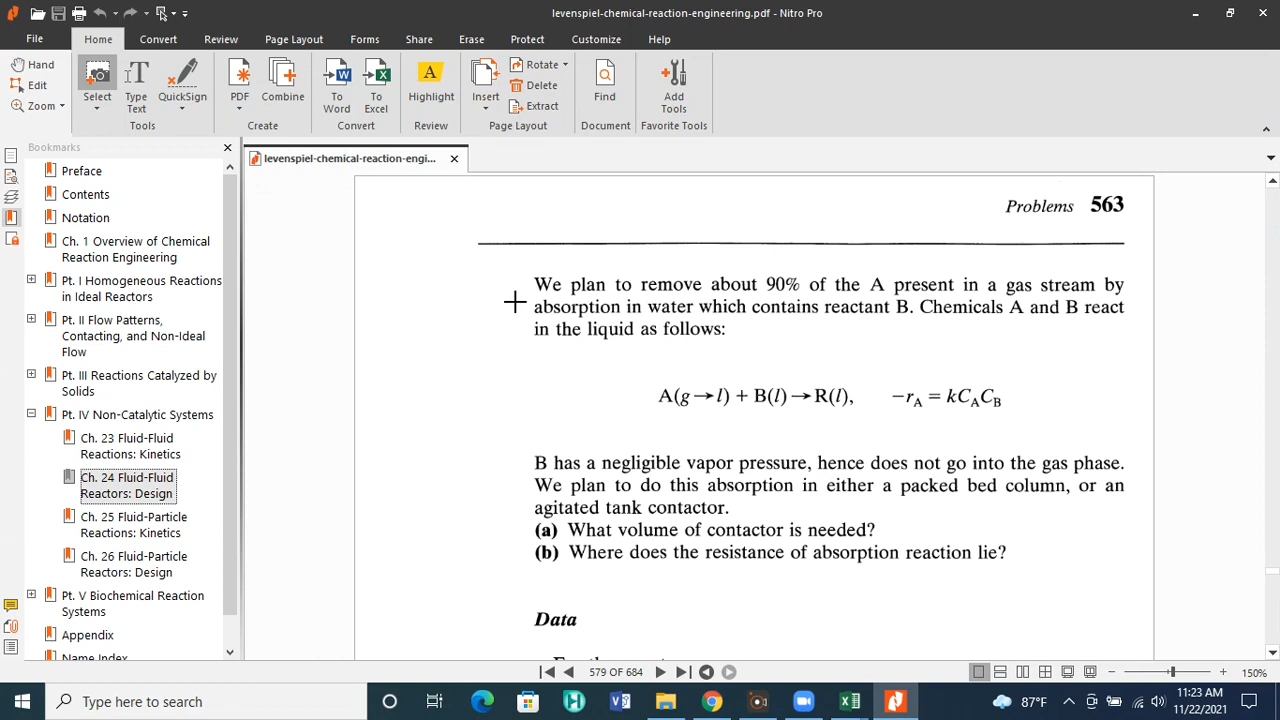 levenspiel-chemical-reaction-engineering.pdf - Nitro Pro
File Home Convert Review Page Layout Forms Share Erase Protect Customize Help
Hand
Edit
Zoom
Select
Type Text
QuickSign
Tools
PDF
Combine
Create
To Word
To Excel
Convert
Highlight
Review
Insert
Rotate
Delete
Extract
Page Layout
Find
Document
Add Tools
Favorite Tools
Bookmarks
levenspiel-chemical-reaction-engi...
Preface
Contents
Notation
Ch. 1 Overview of Chemical
Reaction Engineering
Pt. I Homogeneous Reactions
in Ideal Reactors
Pt. II Flow Patterns,
Contacting, and Non-Ideal
Flow
Pt. III Reactions Catalyzed by
Solids
Pt. IV Non-Catalytic Systems
Ch. 23 Fluid-Fluid
Reactions: Kinetics
Ch. 24 Fluid-Fluid
Reactors: Design
Ch. 25 Fluid-Particle
Reactions: Kinetics
Ch. 26 Fluid-Particle
Reactors: Design
Pt. V Biochemical Reaction
Systems
Appendix
Name Index
Problems 563
We plan to remove about 90% of the A present in a gas stream by
absorption in water which contains reactant B. Chemicals A and B react
in the liquid as follows:
A(g→l) + B(l)→R(l), −rA = kCACB
B has a negligible vapor pressure, hence does not go into the gas phase.
We plan to do this absorption in either a packed bed column, or an
agitated tank contactor.
(a) What volume of contactor is needed?
(b) Where does the resistance of absorption reaction lie?
Data
579 OF 684
150%
Type here to search
87°F
11:23 AM
11/22/2021